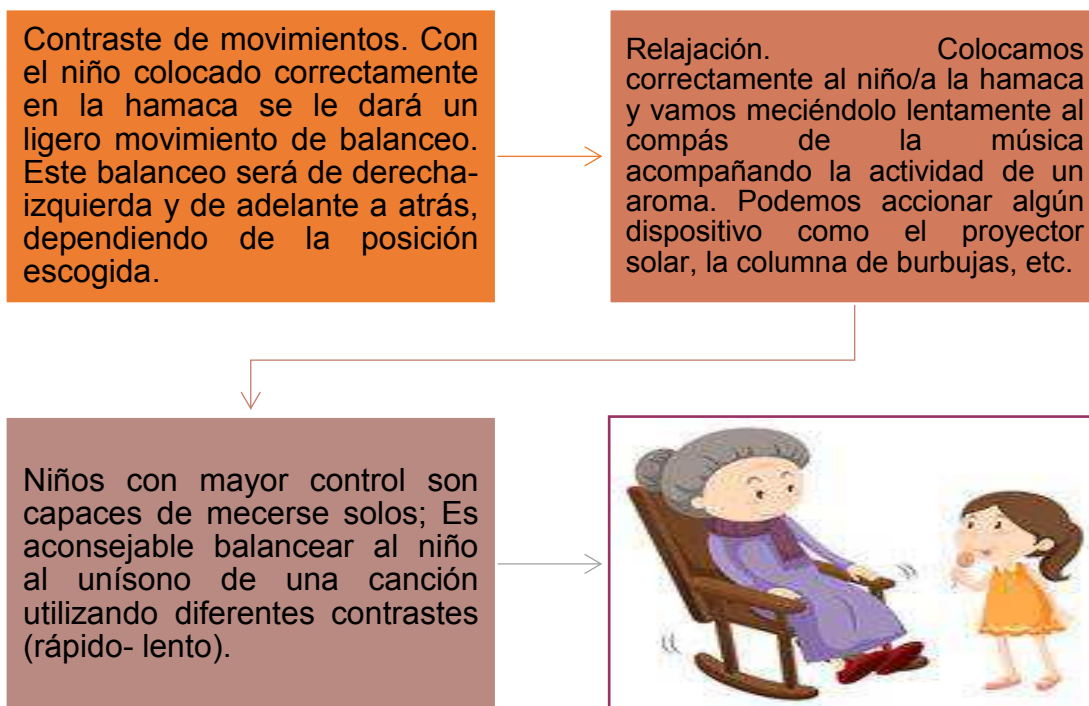 Contraste de movimientos. Con
el niño colocado correctamente
en la hamaca se le dará un
ligero movimiento de balanceo.
Este balanceo será de derecha-
izquierda y de adelante a atrás,
dependiendo de la posición
escogida.
Relajación. Colocamos
correctamente al niño/a la hamaca
y vamos meciéndolo lentamente al
compás de la música
acompañando la actividad de un
aroma. Podemos accionar algún
dispositivo como el proyector
solar, la columna de burbujas, etc.
Niños con mayor control son
capaces de mecerse solos; Es
aconsejable balancear al niño
al unísono de una canción
utilizando diferentes contrastes
(rápido- lento).